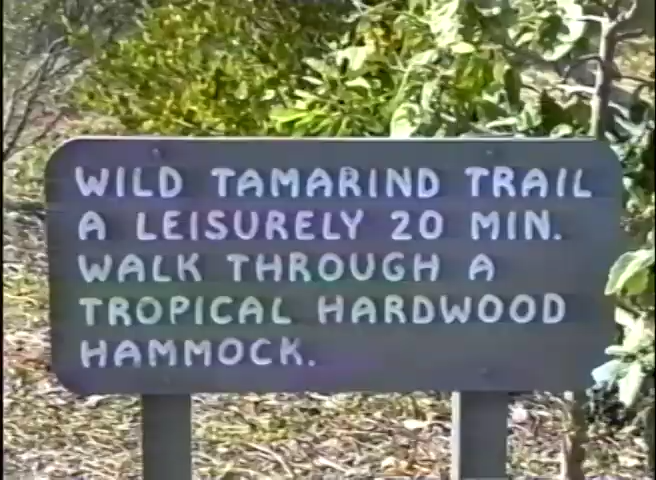 WILD TAMARIND TRAIL
A LEISURELY 20 MIN.
WALK THROUGH A
TROPICAL HARDWOOD
HAMMOCK.